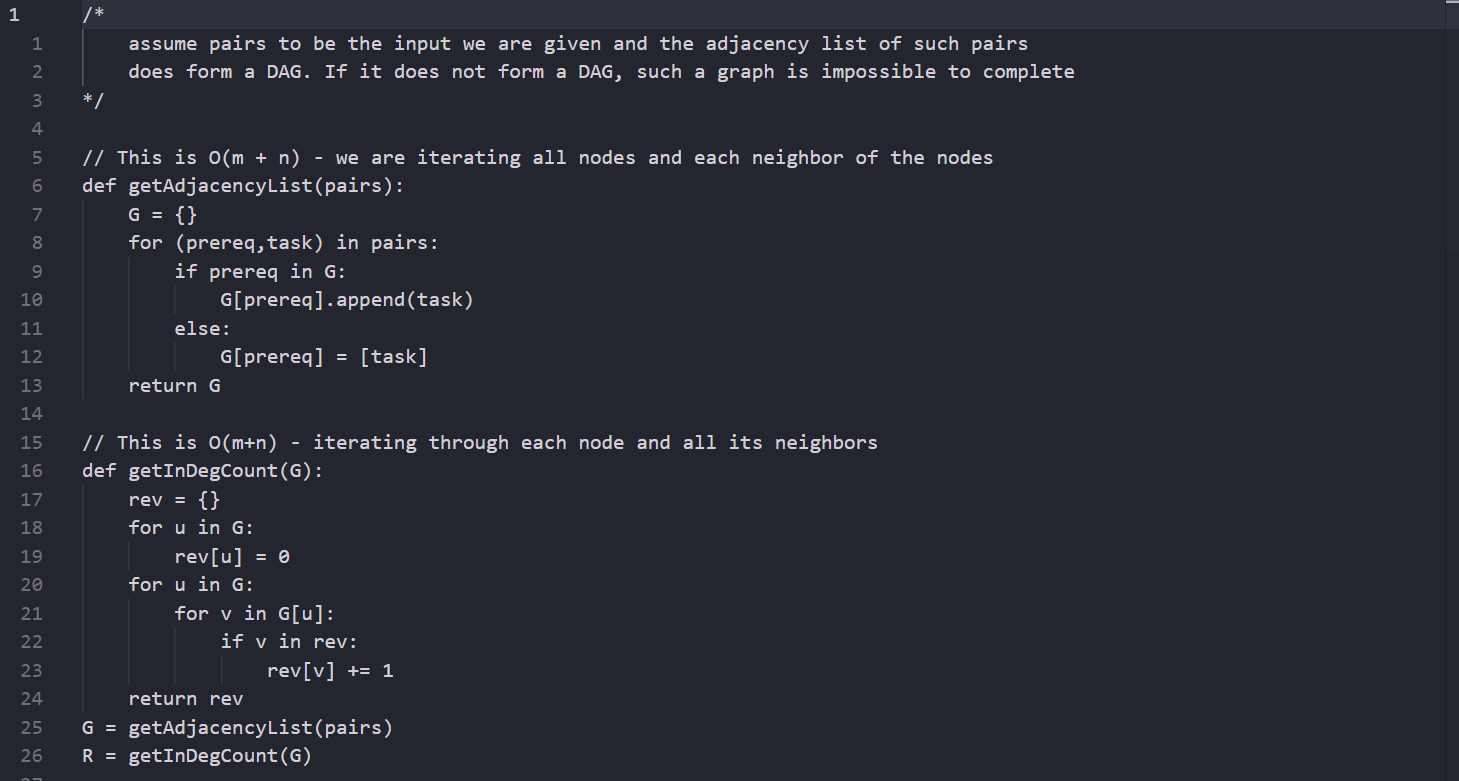 1 /*
1 assume pairs to be the input we are given and the adjacency list of such pairs
2 does form a DAG. If it does not form a DAG, such a graph is impossible to complete
3 */
4
5 // This is O(m + n) - we are iterating all nodes and each neighbor of the nodes
6 def getAdjacencyList(pairs):
7 G = {}
8 for (prereq,task) in pairs:
9 if prereq in G:
10 G[prereq].append(task)
11 else:
12 G[prereq] = [task]
13 return G
14
15 // This is O(m+n) - iterating through each node and all its neighbors
16 def getInDegCount(G):
17 rev = {}
18 for u in G:
19 rev[u] = 0
20 for u in G:
21 for v in G[u]:
22 if v in rev:
23 rev[v] += 1
24 return rev
25 G = getAdjacencyList(pairs)
26 R = getInDegCount(G)